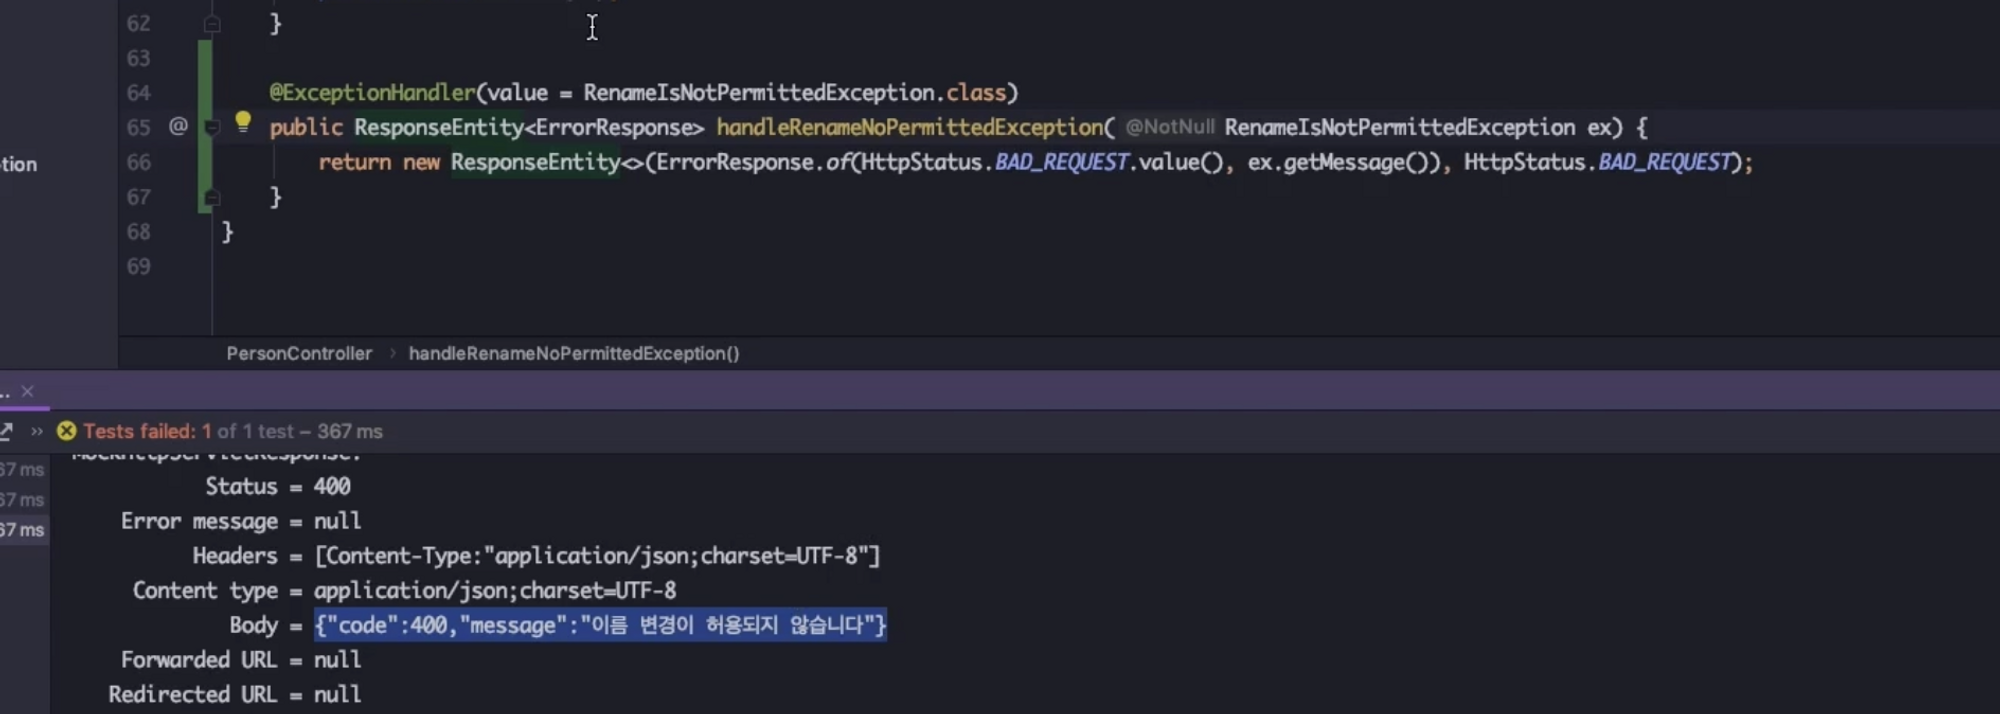 62 }
63
64 @ExceptionHandler(value = RenameIsNotPermittedException.class)
65 @ public ResponseEntity<ErrorResponse> handleRenameNoPermittedException( @NotNull RenameIsNotPermittedException ex) {
tion
66 return new ResponseEntity<>(ErrorResponse.of(HttpStatus.BAD_REQUEST.value(), ex.getMessage()), HttpStatus.BAD_REQUEST);
67 }
68 }
69
PersonController › handleRenameNoPermittedException()
.. ×
» Tests failed: 1 of 1 test – 367 ms
MockHttpServletResponse:
67 ms
Status = 400
67 ms
Error message = null
67 ms
Headers = [Content-Type:"application/json;charset=UTF-8"]
Content type = application/json;charset=UTF-8
Body = {"code":400,"message":"이름 변경이 허용되지 않습니다"}
Forwarded URL = null
Redirected URL = null